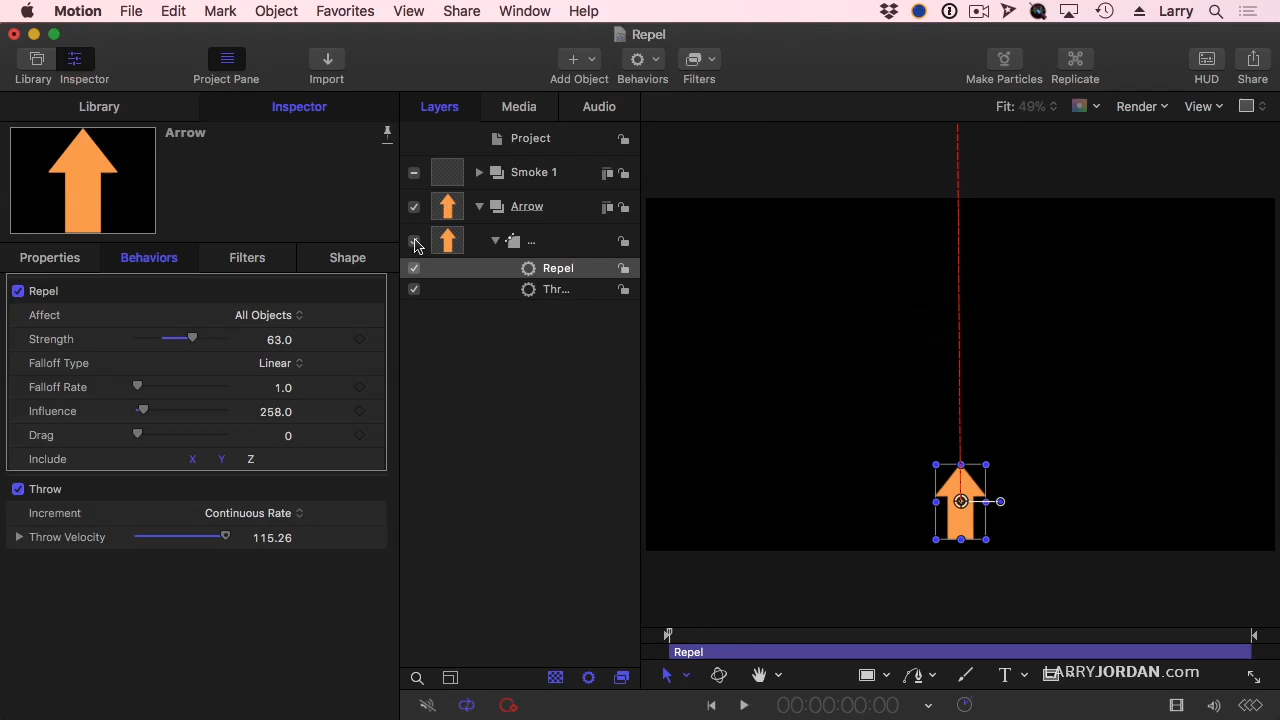 Motion File Edit Mark Object Favorites View Share Window Help Larry
Repel
Library Inspector Project Pane Import Add Object Behaviors Filters Make Particles Replicate HUD Share
Library Inspector Layers Media Audio Fit: 49% Render View
Arrow
Project
Smoke 1
Arrow
...
Properties Behaviors Filters Shape
Repel
Thr...
Repel
Affect All Objects
Strength 63.0
Falloff Type Linear
Falloff Rate 1.0
Influence 258.0
Drag 0
Include X Y Z
Throw
Increment Continuous Rate
Throw Velocity 115.26
Repel
T LARRYJORDAN.com
00:00:00:00